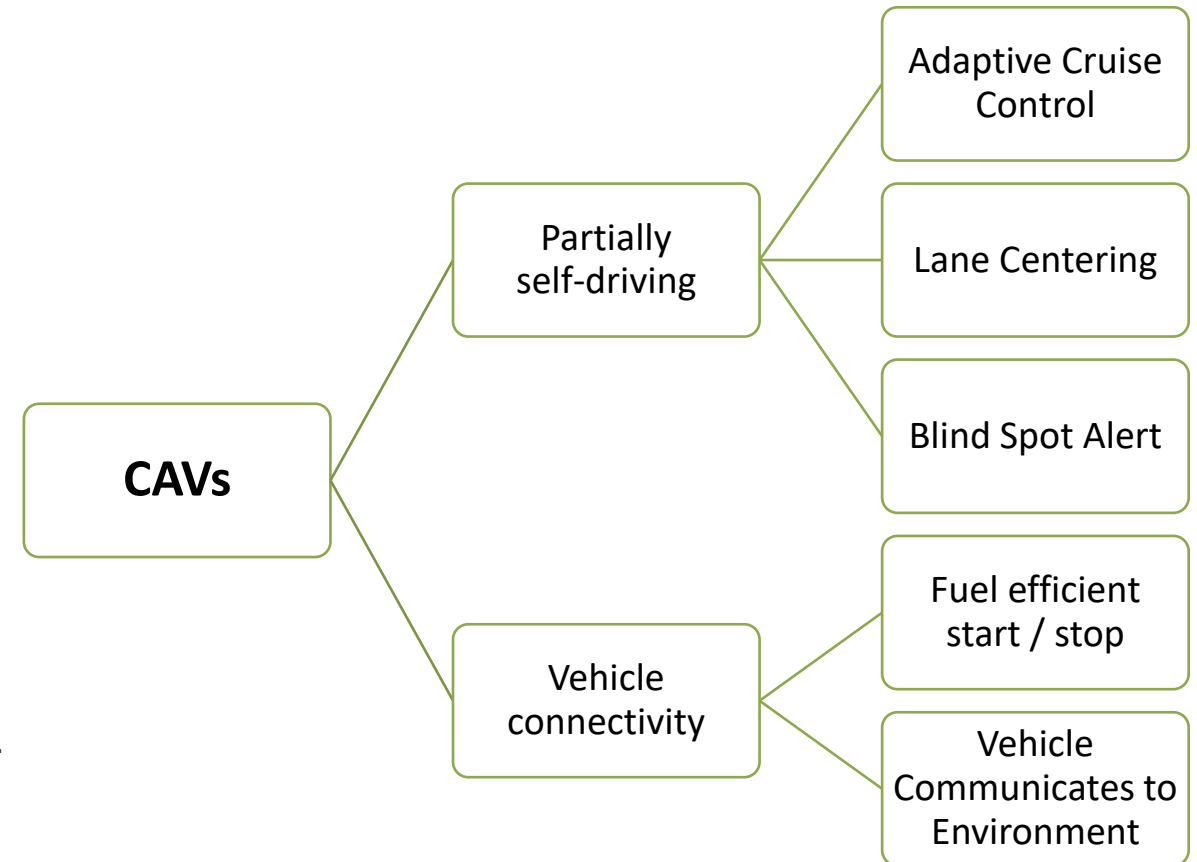 CAVs
Partially
self-driving
Adaptive Cruise
Control
Lane Centering
Blind Spot Alert
Vehicle
connectivity
Fuel efficient
start / stop
Vehicle
Communicates to
Environment